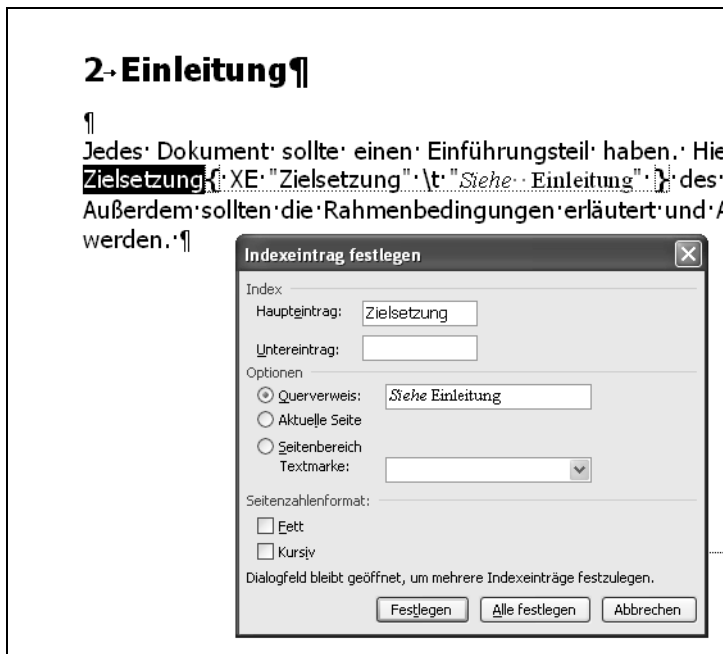 2→Einleitung¶
¶
Jedes· Dokument· sollte· einen· Einführungsteil· haben.· Hie
Zielsetzung{· XE· "Zielsetzung"· \t· "Siehe·· Einleitung"· }· des·
Außerdem·sollten·die·Rahmenbedingungen·erläutert·und·A
werden.·¶
Indexeintrag festlegen
Index
Haupteintrag: Zielsetzung
Untereintrag:
Optionen
Querverweis: Siehe Einleitung
Aktuelle Seite
Seitenbereich
Textmarke:
Seitenzahlenformat:
Fett
Kursiv
Dialogfeld bleibt geöffnet, um mehrere Indexeinträge festzulegen.
Festlegen Alle festlegen Abbrechen